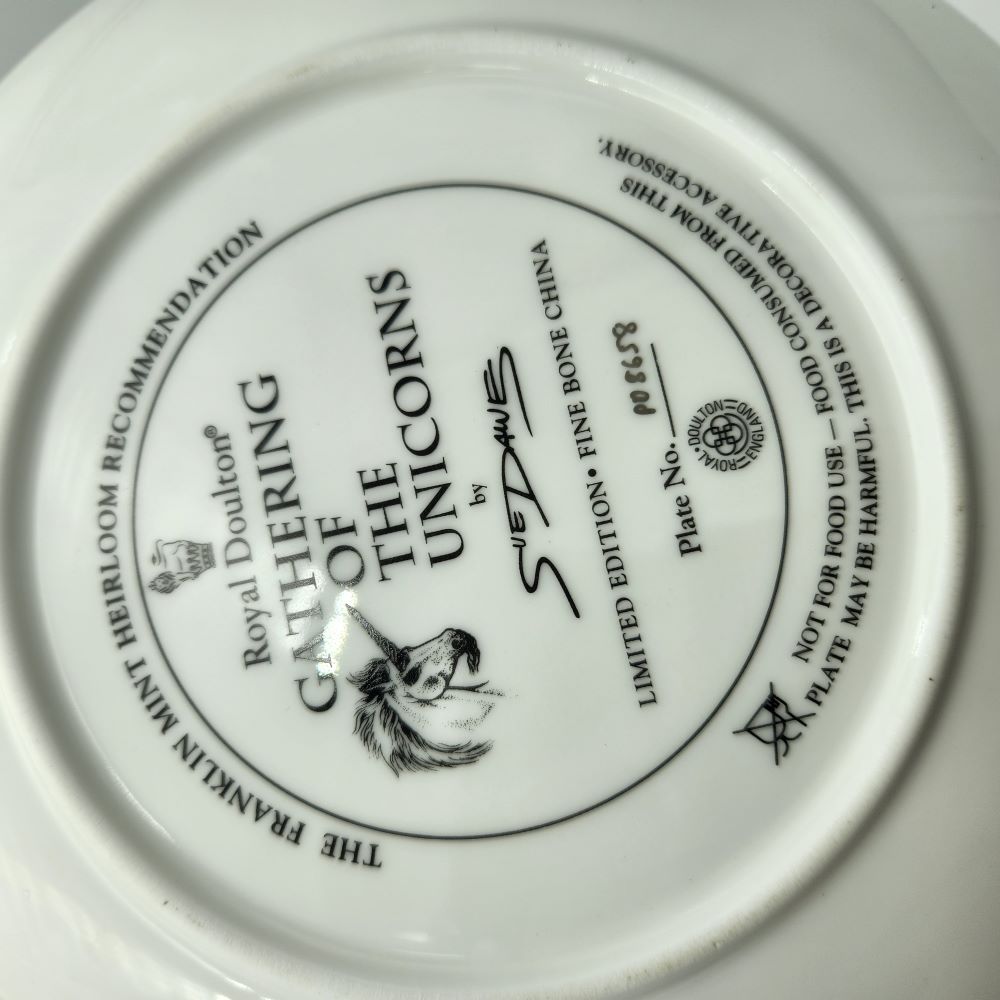 THE FRANKLIN MINT HEIRLOOM RECOMMENDATION
Royal Doulton®
GATHERING
OF
THE
UNICORNS
by
SUE DAWE
LIMITED EDITION • FINE BONE CHINA
Plate No.
ROYAL • DOULTON
ENGLAND
NOT FOR FOOD USE — FOOD CONSUMED FROM THIS
PLATE MAY BE HARMFUL. THIS IS A DECORATIVE ACCESSORY.